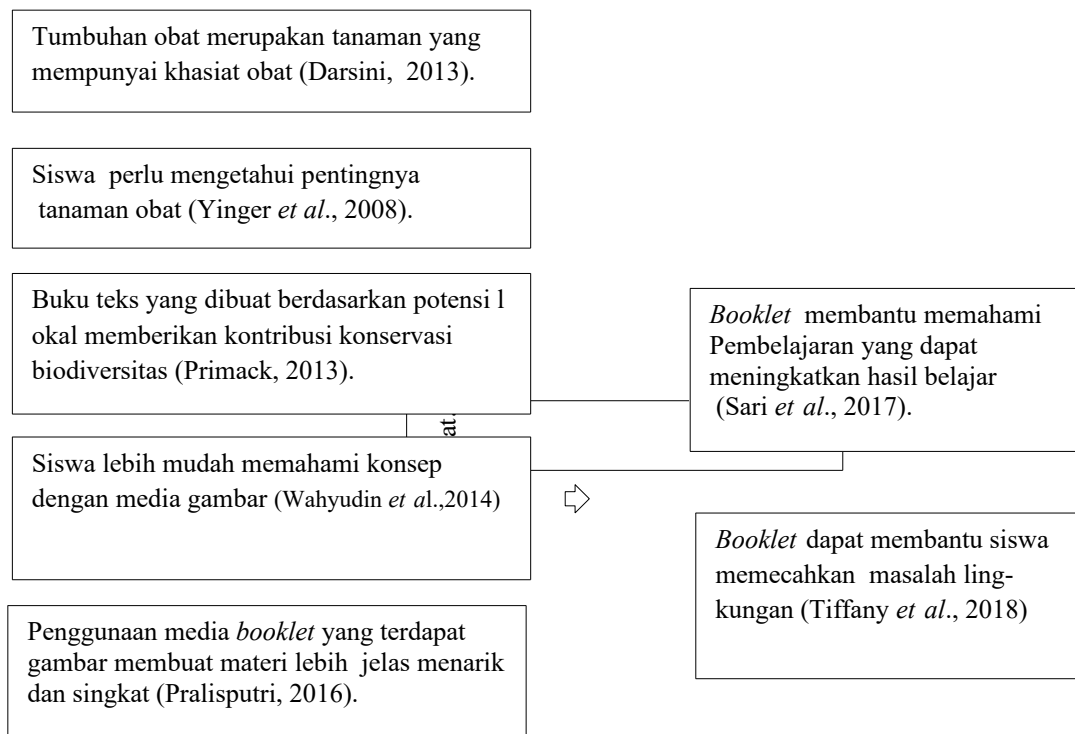 Tumbuhan obat merupakan tanaman yang
mempunyai khasiat obat (Darsini, 2013).
Siswa perlu mengetahui pentingnya
tanaman obat (Yinger et al., 2008).
Buku teks yang dibuat berdasarkan potensi l
okal memberikan kontribusi konservasi
biodiversitas (Primack, 2013).
at.
Siswa lebih mudah memahami konsep
dengan media gambar (Wahyudin et al.,2014)
Penggunaan media booklet yang terdapat
gambar membuat materi lebih jelas menarik
dan singkat (Pralisputri, 2016).
Booklet membantu memahami
Pembelajaran yang dapat
meningkatkan hasil belajar
(Sari et al., 2017).
Booklet dapat membantu siswa
memecahkan masalah ling-
kungan (Tiffany et al., 2018)